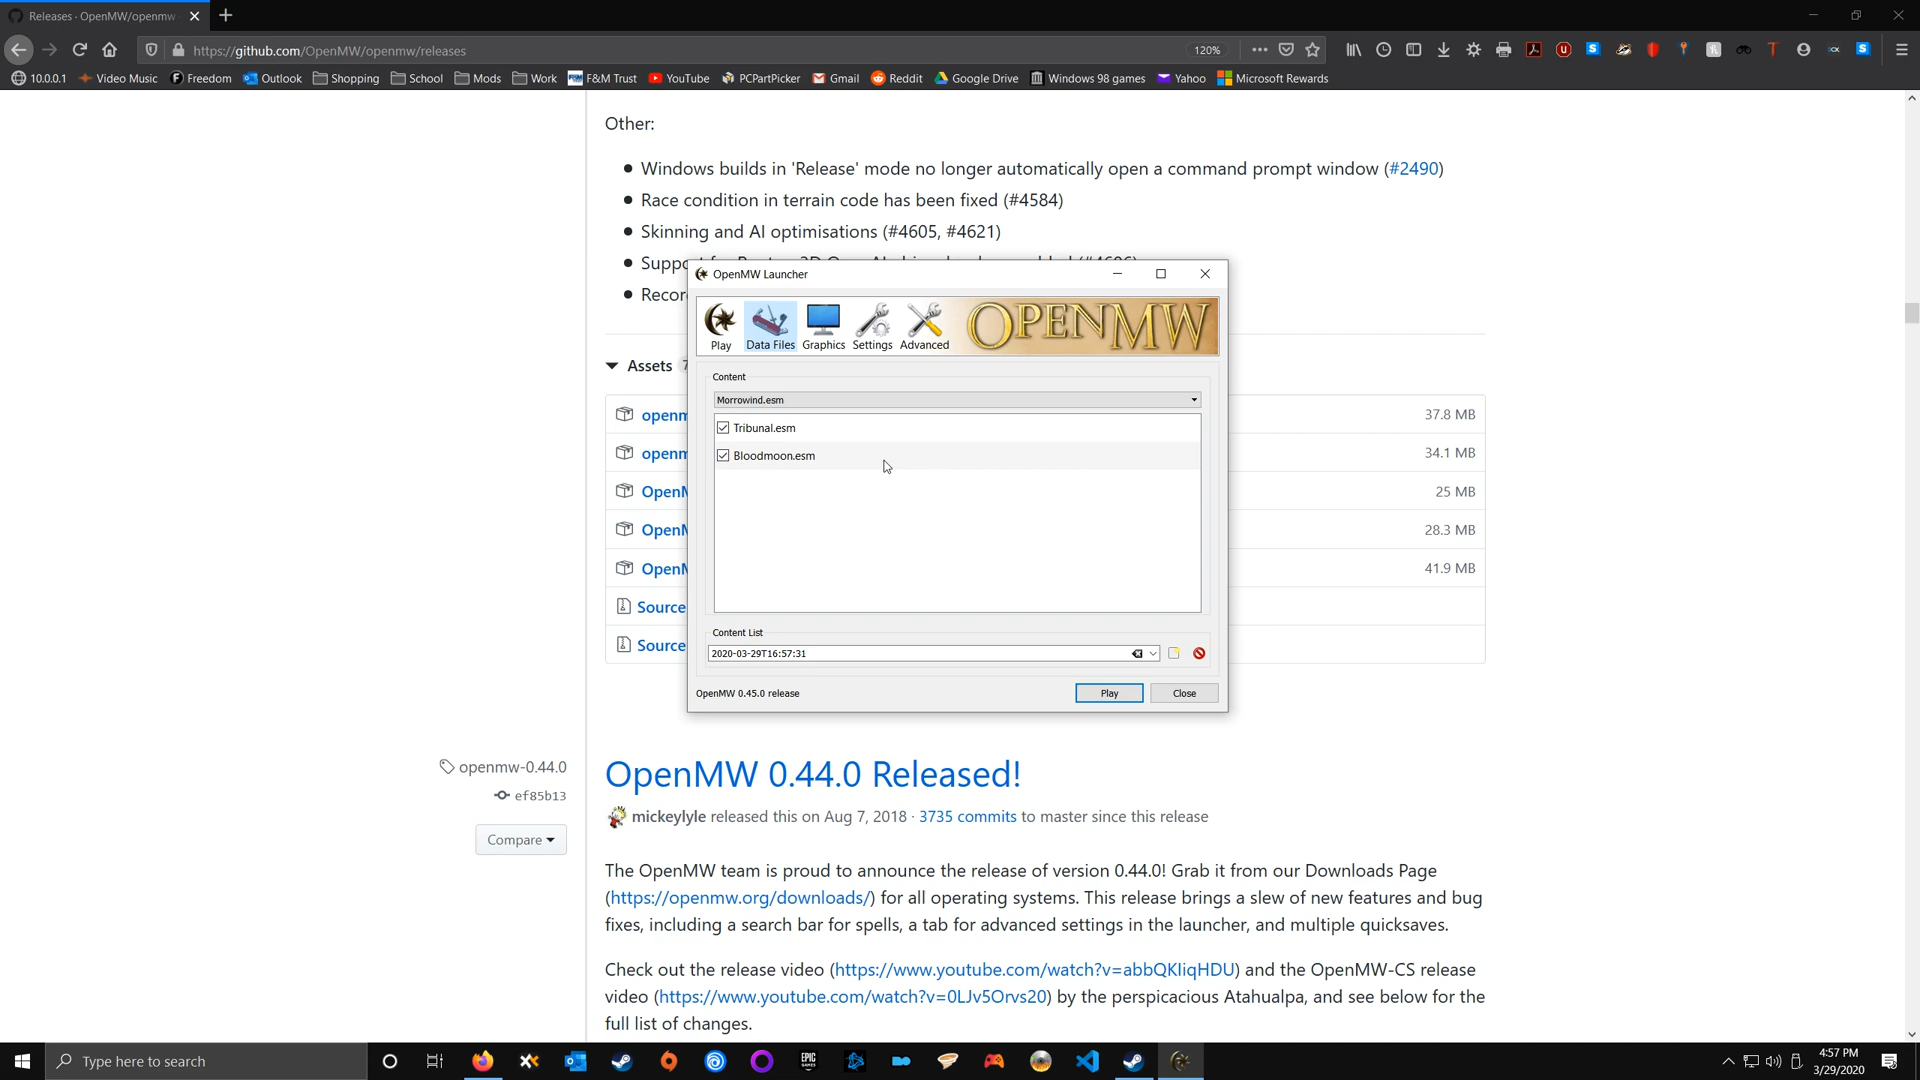 Releases · OpenMW/openmw
https://github.com/OpenMW/openmw/releases
120%
10.0.0.1
Video Music
Freedom
Outlook
Shopping
School
Mods
Work
F&M Trust
YouTube
PCPartPicker
Gmail
Reddit
Google Drive
Windows 98 games
Yahoo
Microsoft Rewards
Other:
Windows builds in 'Release' mode no longer automatically open a command prompt window (#2490)
Race condition in terrain code has been fixed (#4584)
Skinning and AI optimisations (#4605, #4621)
OpenMW Launcher
Play
Data Files
Graphics
Settings
Advanced
OPENMW
Assets
Content
Morrowind.esm
Tribunal.esm
Bloodmoon.esm
37.8 MB
34.1 MB
25 MB
28.3 MB
41.9 MB
Source
Source
Content List
2020-03-29T16:57:31
OpenMW 0.45.0 release
Play
Close
openmw-0.44.0
ef85b13
Compare
OpenMW 0.44.0 Released!
mickeylyle released this on Aug 7, 2018 · 3735 commits to master since this release
The OpenMW team is proud to announce the release of version 0.44.0! Grab it from our Downloads Page
(https://openmw.org/downloads/) for all operating systems. This release brings a slew of new features and bug
fixes, including a search bar for spells, a tab for advanced settings in the launcher, and multiple quicksaves.
Check out the release video (https://www.youtube.com/watch?v=abbQKIiqHDU) and the OpenMW-CS release
video (https://www.youtube.com/watch?v=0LJv5Orvs20) by the perspicacious Atahualpa, and see below for the
full list of changes.
Type here to search
4:57 PM
3/29/2020